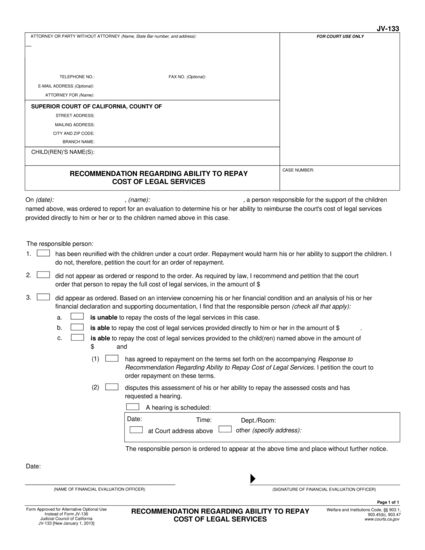 JV-133
ATTORNEY OR PARTY WITHOUT ATTORNEY (Name, State Bar number, and address):
FOR COURT USE ONLY
TELEPHONE NO.: FAX NO. (Optional):
E-MAIL ADDRESS (Optional):
ATTORNEY FOR (Name):
SUPERIOR COURT OF CALIFORNIA, COUNTY OF
STREET ADDRESS:
MAILING ADDRESS:
CITY AND ZIP CODE:
BRANCH NAME:
CHILD(REN)'S NAME(S):
RECOMMENDATION REGARDING ABILITY TO REPAY
COST OF LEGAL SERVICES
CASE NUMBER:
On (date): , (name): , a person responsible for the support of the children
named above, was ordered to report for an evaluation to determine his or her ability to reimburse the court's cost of legal services
provided directly to him or her or to the children named above in this case.
The responsible person:
1. has been reunified with the children under a court order. Repayment would harm his or her ability to support the children. I
do not, therefore, petition the court for an order of repayment.
2. did not appear as ordered or respond to the order. As required by law, I recommend and petition that the court
order that person to repay the full cost of legal services, in the amount of $
3. did appear as ordered. Based on an interview concerning his or her financial condition and an analysis of his or her
financial declaration and supporting documentation, I find that the responsible person (check all that apply):
a. is unable to repay the costs of the legal services in this case.
b. is able to repay the cost of legal services provided directly to him or her in the amount of $ .
c. is able to repay the cost of legal services provided to the child(ren) named above in the amount of
$ and
(1) has agreed to repayment on the terms set forth on the accompanying Response to
Recommendation Regarding Ability to Repay Cost of Legal Services. I petition the court to
order repayment on these terms.
(2) disputes this assessment of his or her ability to repay the assessed costs and has
requested a hearing.
A hearing is scheduled:
Date: Time: Dept./Room:
at Court address above other (specify address):
The responsible person is ordered to appear at the above time and place without further notice.
Date:
(NAME OF FINANCIAL EVALUATION OFFICER) (SIGNATURE OF FINANCIAL EVALUATION OFFICER)
Page 1 of 1
Form Approved for Alternative Optional Use
Instead of Form JV-136
Judicial Council of California
JV-133 [New January 1, 2013]
RECOMMENDATION REGARDING ABILITY TO REPAY
COST OF LEGAL SERVICES
Welfare and Institutions Code, §§ 903.1,
903.45(b), 903.47
www.courts.ca.gov